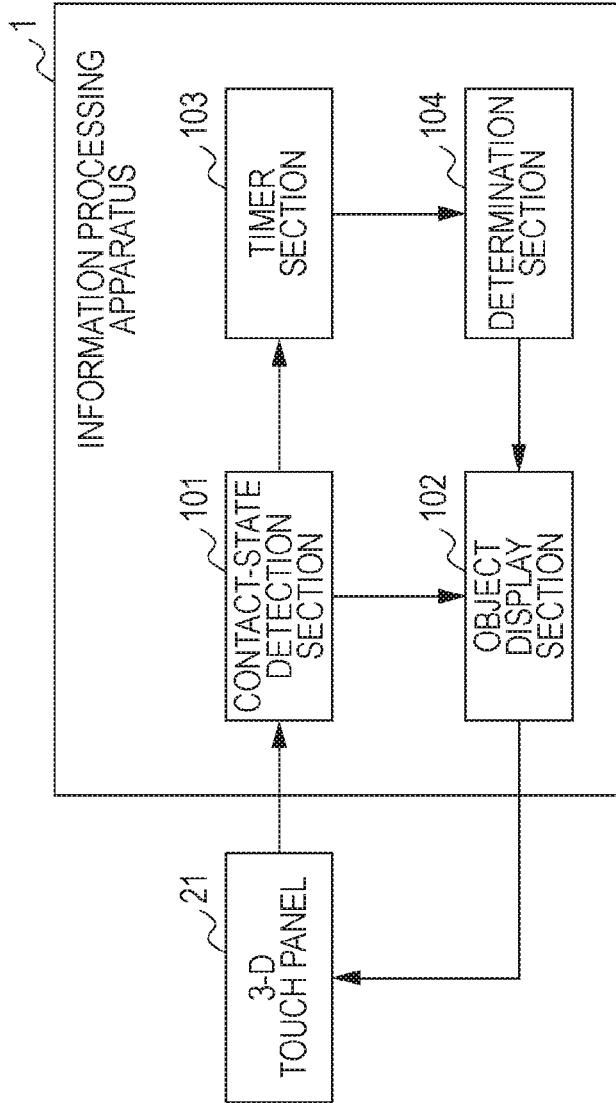 1
INFORMATION PROCESSING
APPARATUS
21
3-D
TOUCH PANEL
101
CONTACT-STATE
DETECTION
SECTION
103
TIMER
SECTION
102
OBJECT
DISPLAY
SECTION
104
DETERMINATION
SECTION